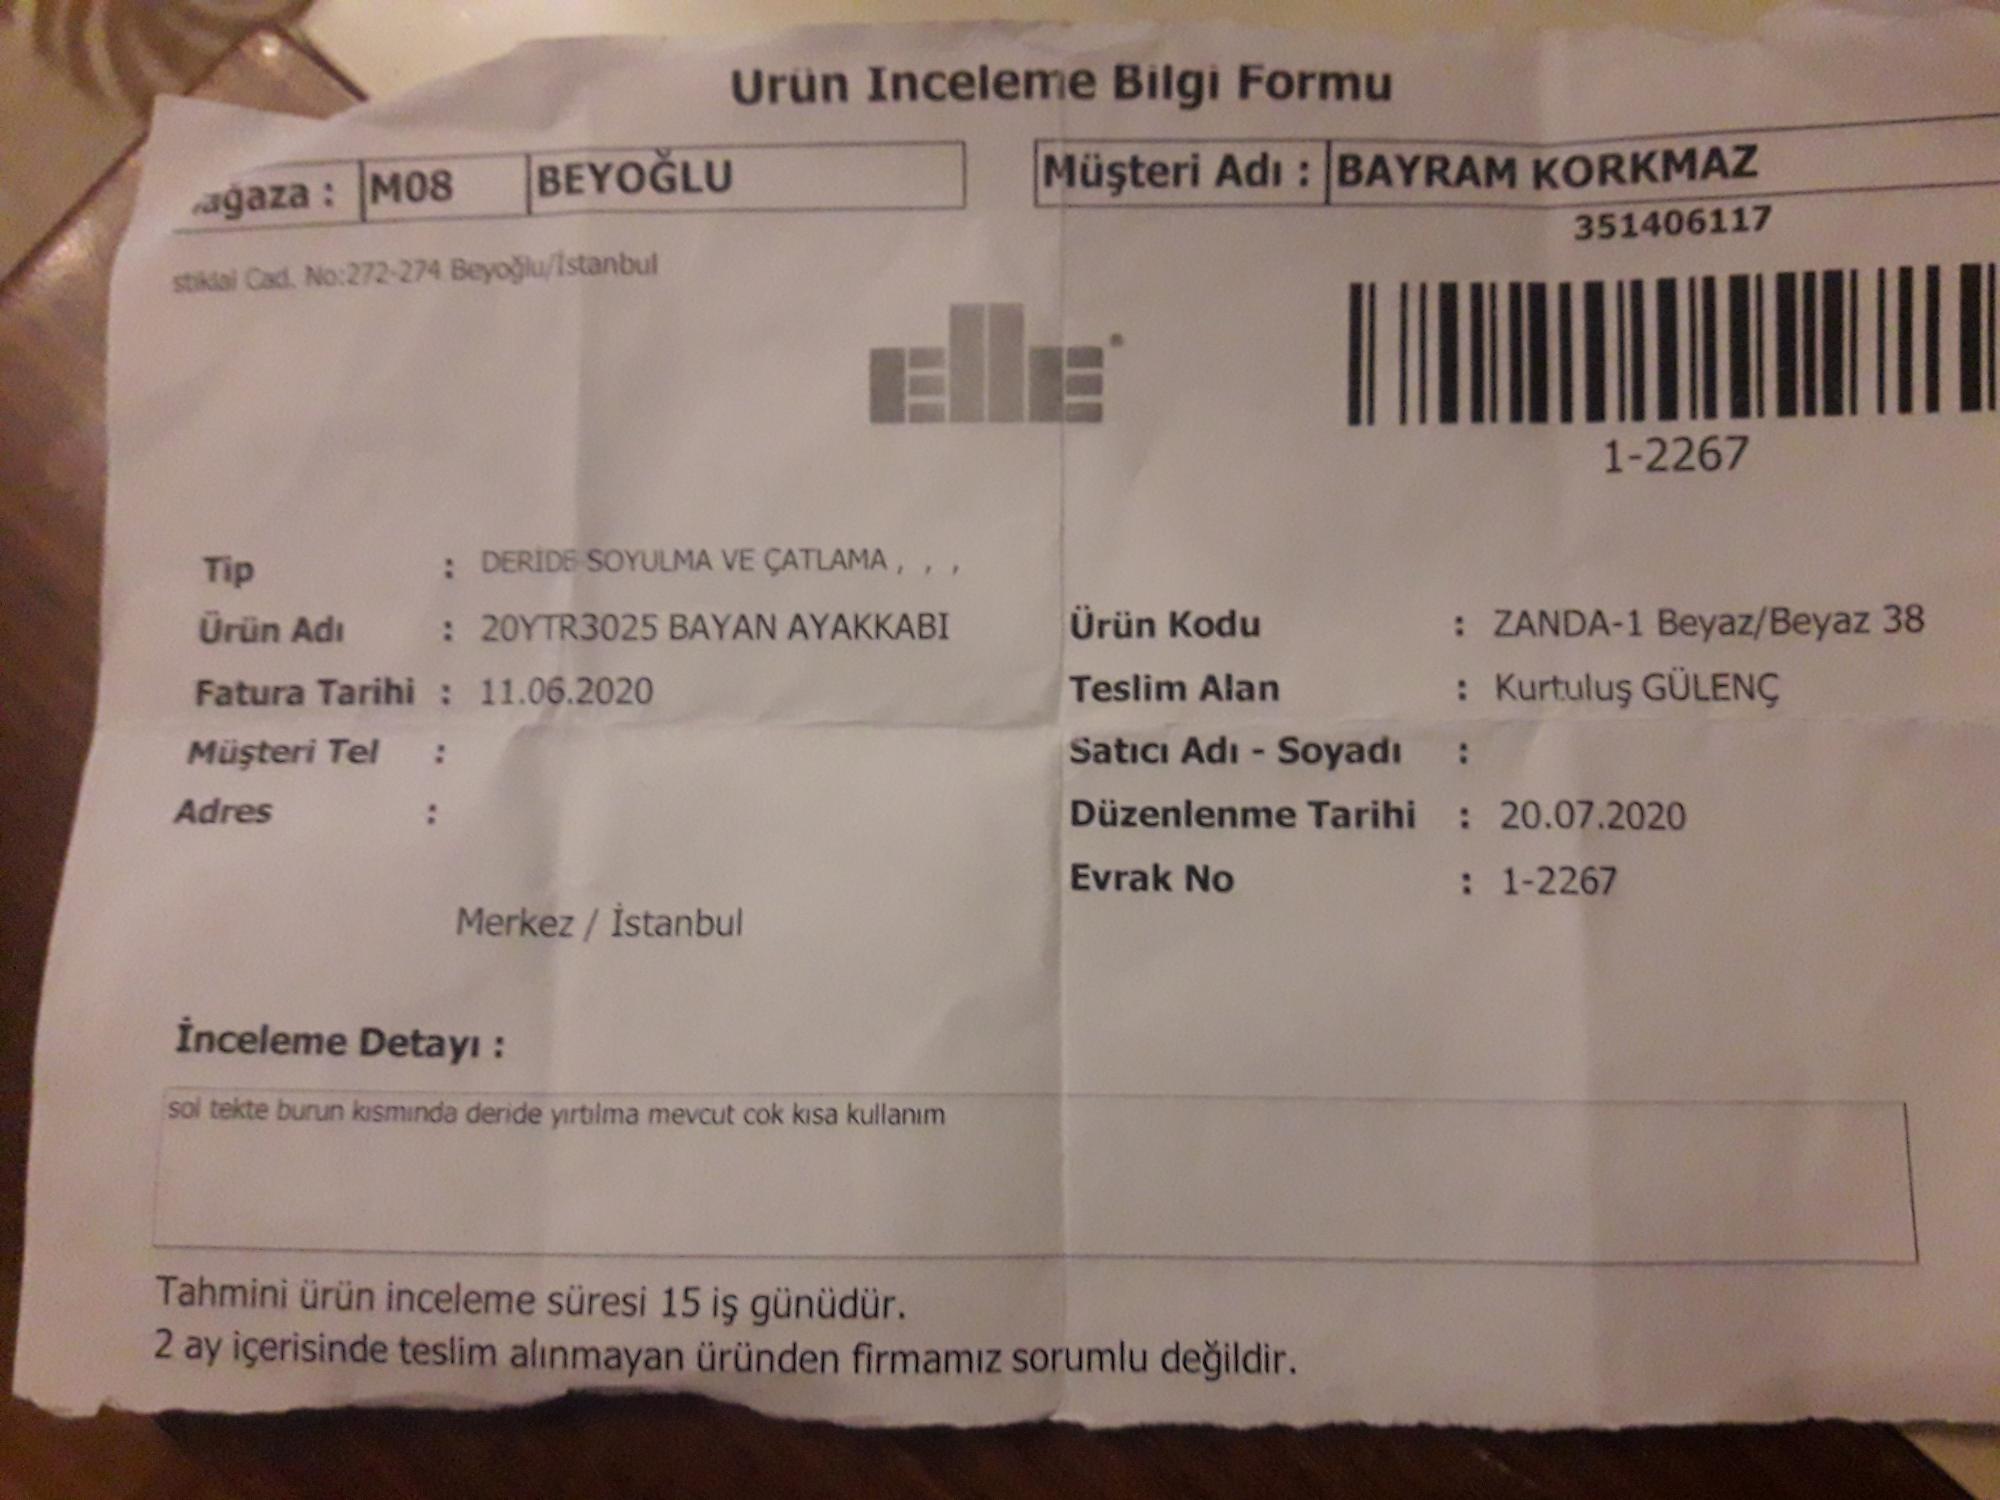 Ürün İnceleme Bilgi Formu
ağaza : M08 BEYOĞLU
Müşteri Adı : BAYRAM KORKMAZ
351406117
stiklal Cad. No:272-274 Beyoğlu/İstanbul
elle
1-2267
Tip : DERİDE SOYULMA VE ÇATLAMA , , ,
Ürün Adı : 20YTR3025 BAYAN AYAKKABI
Ürün Kodu : ZANDA-1 Beyaz/Beyaz 38
Fatura Tarihi : 11.06.2020
Teslim Alan : Kurtuluş GÜLENÇ
Müşteri Tel :
Satıcı Adı - Soyadı :
Adres :
Düzenlenme Tarihi : 20.07.2020
Evrak No : 1-2267
Merkez / İstanbul
İnceleme Detayı :
sol tekte burun kısmında deride yırtılma mevcut cok kısa kullanım
Tahmini ürün inceleme süresi 15 iş günüdür.
2 ay içerisinde teslim alınmayan üründen firmamız sorumlu değildir.